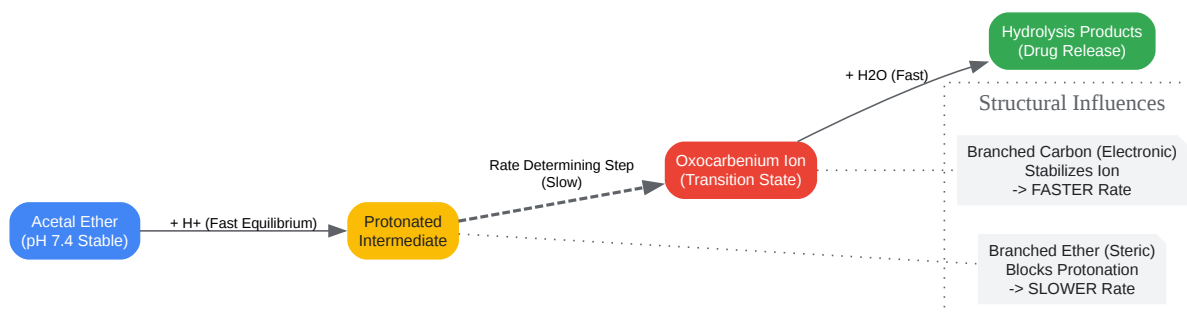 Acetal Ether
(pH 7.4 Stable)
+ H+ (Fast Equilibrium)
Protonated
Intermediate
Rate Determining Step
(Slow)
Oxocarbenium Ion
(Transition State)
+ H2O (Fast)
Hydrolysis Products
(Drug Release)
Structural Influences
Branched Carbon (Electronic)
Stabilizes Ion
-> FASTER Rate
Branched Ether (Steric)
Blocks Protonation
-> SLOWER Rate